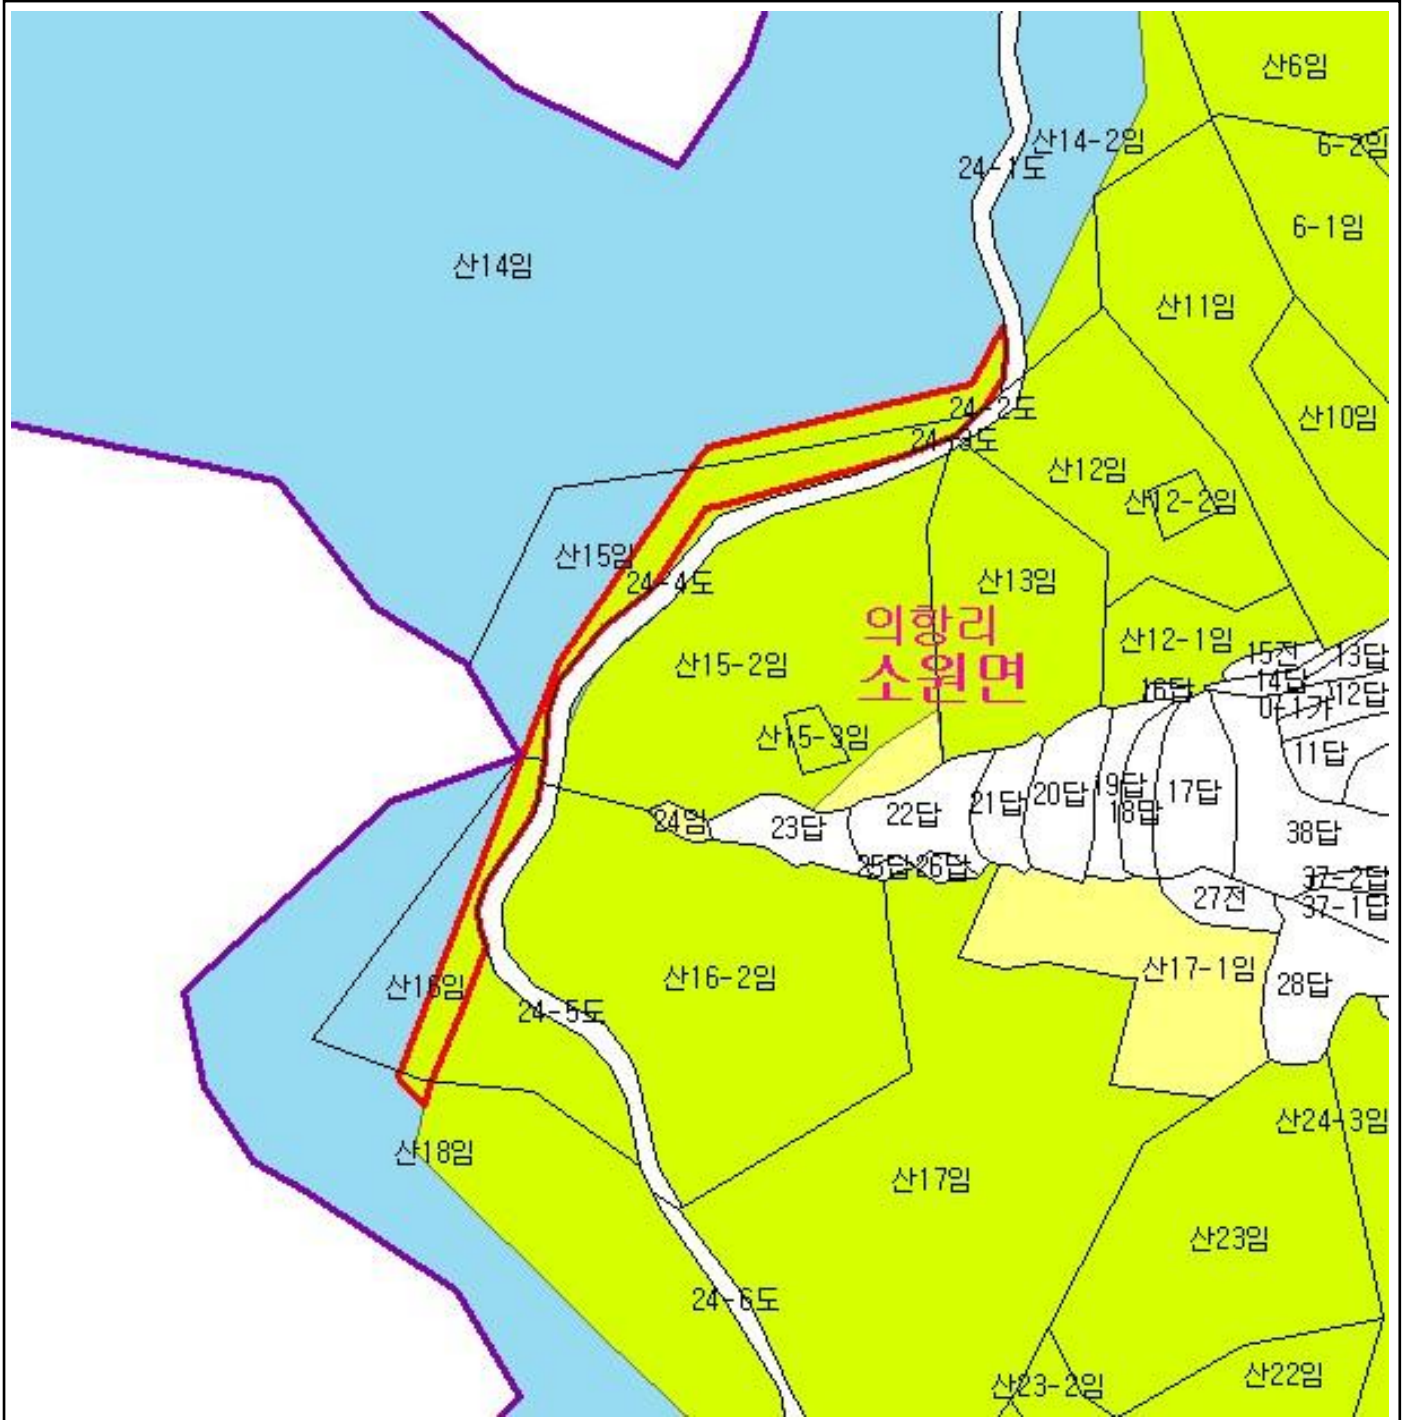 산6임
산14-2임
6-2임
24-1도
6-1임
산14임
산11임
24-2도
산10임
24-3도
산12임
산12-2임
산15임
24-4도
산13임
의항리
소원면
산12-1임
산15-2임
15전
13답
14답
16답
12답
산15-3임
11답
19답
20답
17답
21답
18답
22답
24임
23답
38답
25답
26답
37-2답
27전
37-1답
산17-1임
산16-2임
28답
산16임
24-5도
산24-3임
산18임
산17임
산23임
24-6도
산22임
산23-2임